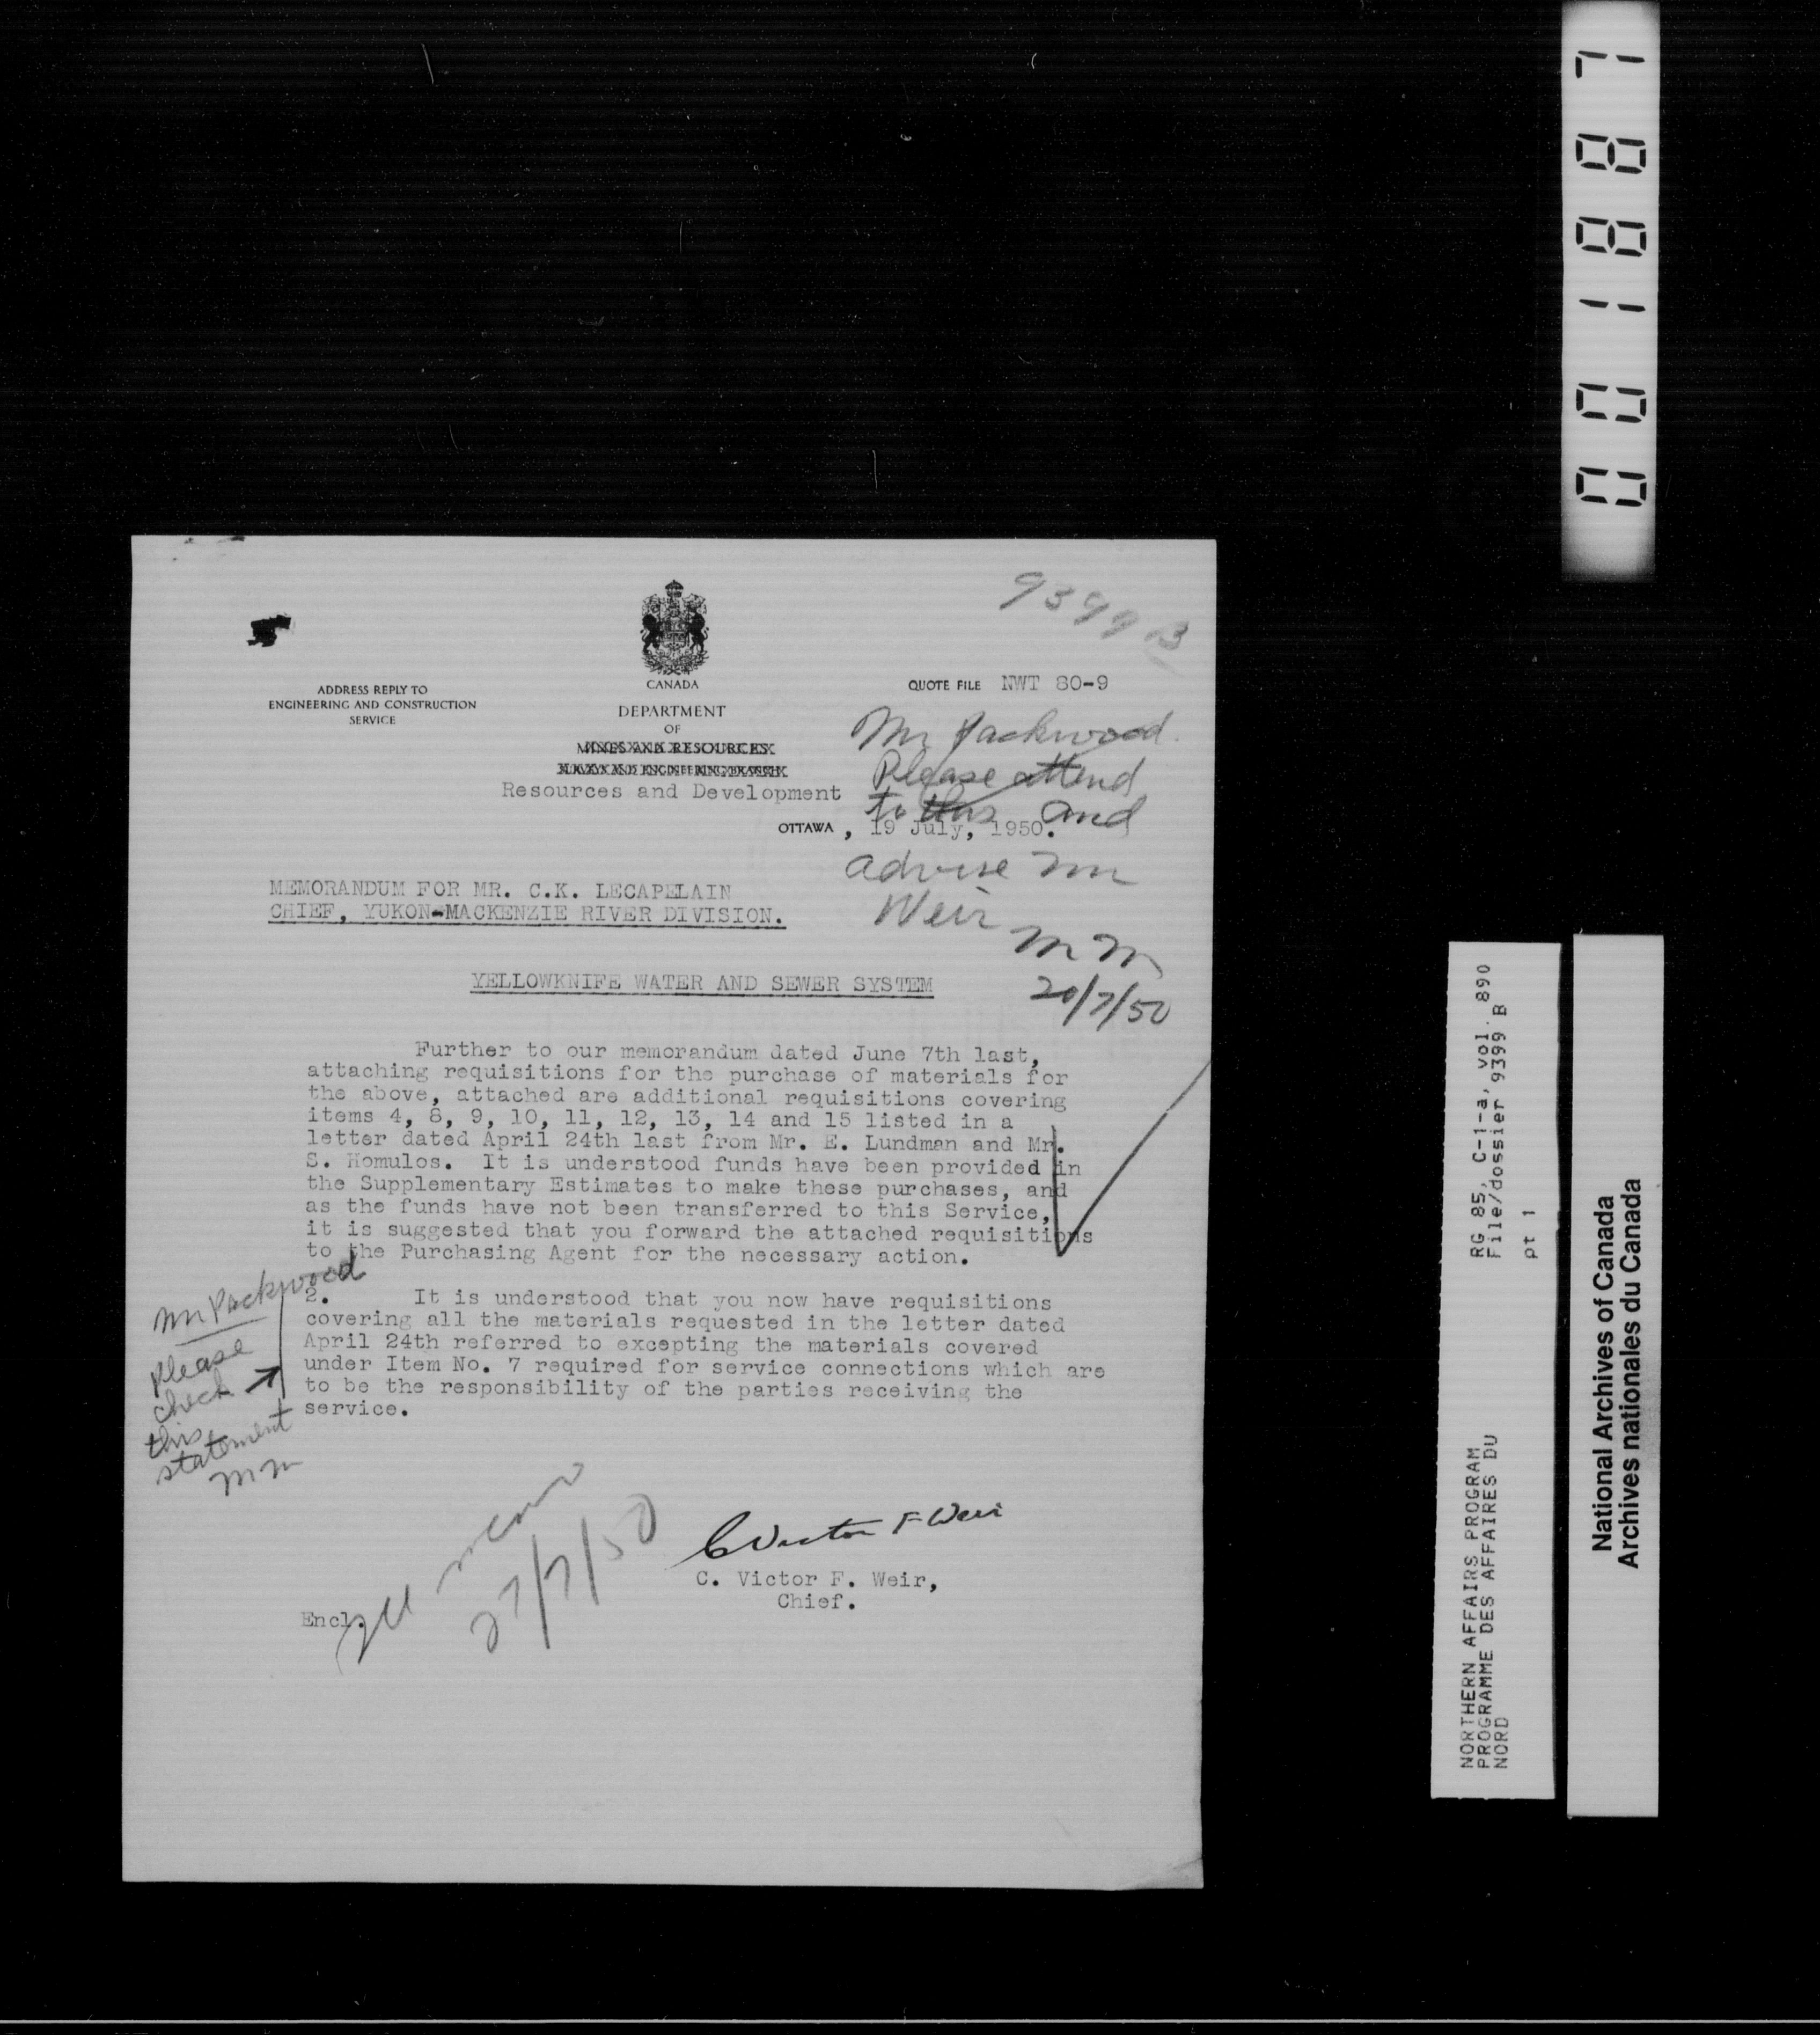 9399 B
CANADA
ADDRESS REPLY TO
ENGINEERING AND CONSTRUCTION
SERVICE
QUOTE FILE NWT 80-9
DEPARTMENT
OF
MINES AND RESOURCES
Resources and Development
Mr Packwood.
Please attend
to this and
advise Mr
Weir
MM
20/7/50
OTTAWA, 19 July, 1950.
MEMORANDUM FOR MR. C.K. LECAPELAIN
CHIEF, YUKON-MACKENZIE RIVER DIVISION.
YELLOWKNIFE WATER AND SEWER SYSTEM
Further to our memorandum dated June 7th last,
attaching requisitions for the purchase of materials for
the above, attached are additional requisitions covering
items 4, 8, 9, 10, 11, 12, 13, 14 and 15 listed in a
letter dated April 24th last from Mr. E. Lundman and Mr.
S. Homulos. It is understood funds have been provided in
the Supplementary Estimates to make these purchases, and
as the funds have not been transferred to this Service,
it is suggested that you forward the attached requisitions
to the Purchasing Agent for the necessary action.
2. It is understood that you now have requisitions
covering all the materials requested in the letter dated
April 24th referred to excepting the materials covered
under Item No. 7 required for service connections which are
to be the responsibility of the parties receiving the
service.
Mr Packwood
please
check
this
statement
MM
C Victor F Weir
C. Victor F. Weir,
Chief.
Encl.
memo
27/7/50
0001887
RG 85, C-1-a, vol. 890
File/dossier 9399 B
pt 1
NORTHERN AFFAIRS PROGRAM
PROGRAMME DES AFFAIRES DU
NORD
National Archives of Canada
Archives nationales du Canada